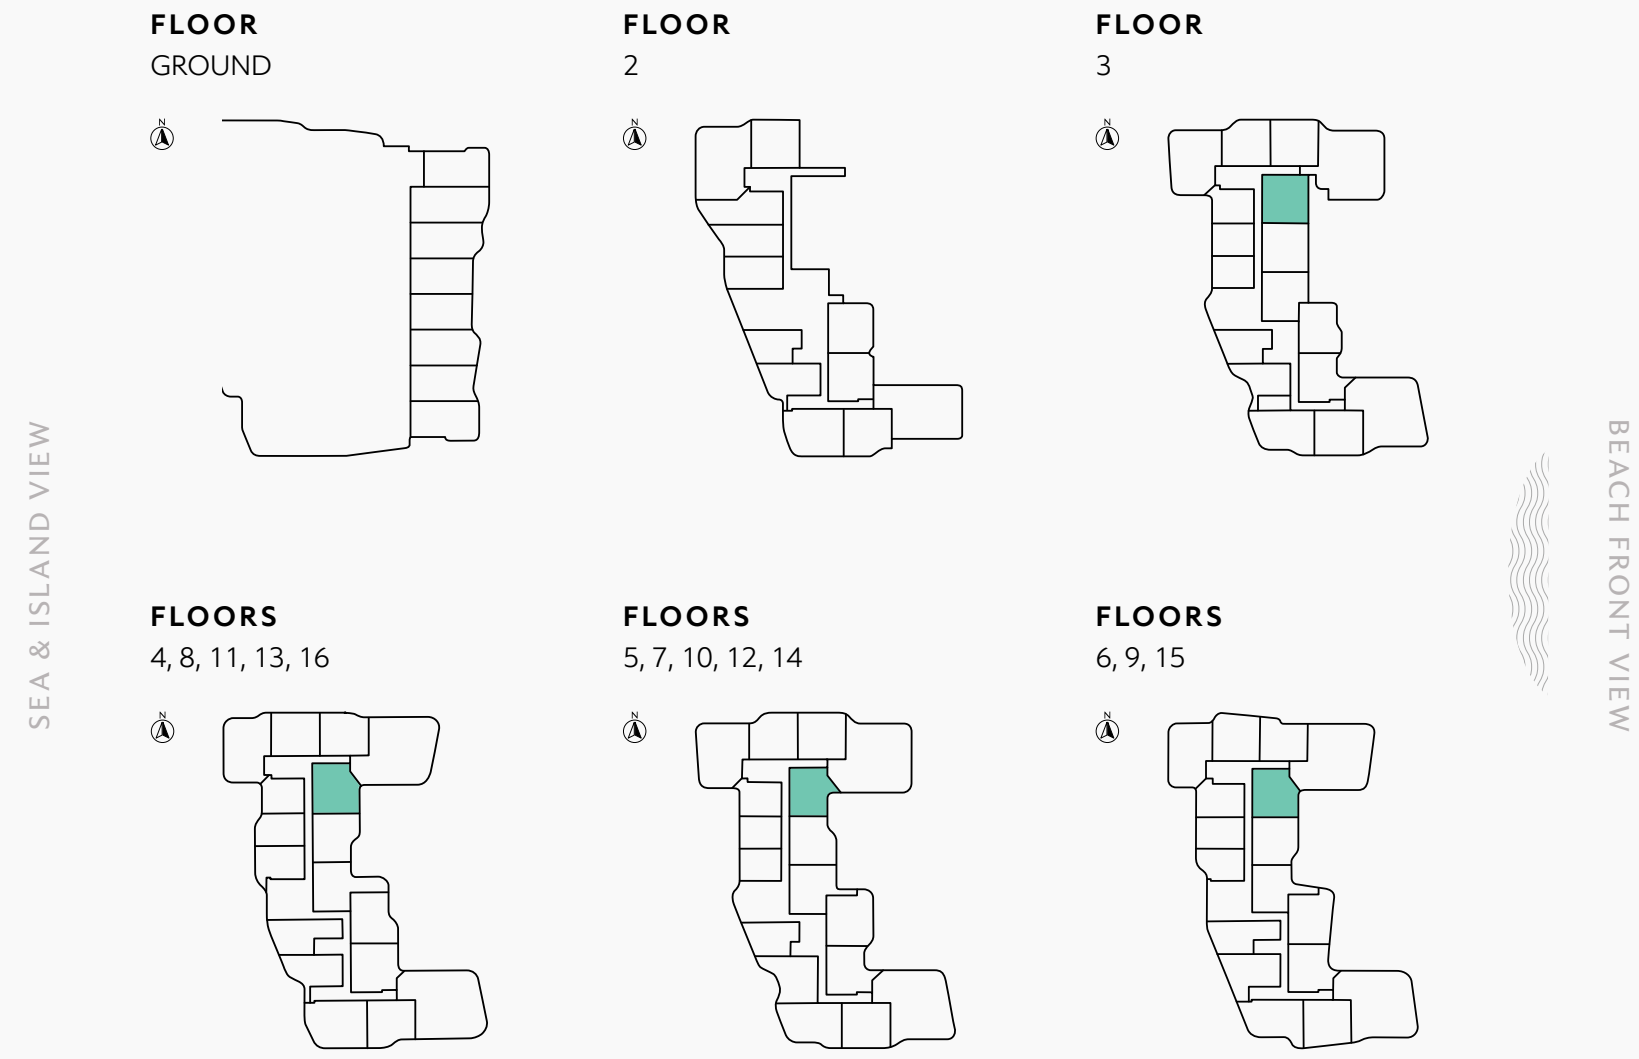 FLOOR
GROUND
N
FLOOR
2
N
FLOOR
3
N
SEA & ISLAND VIEW
BEACH FRONT VIEW
FLOORS
4, 8, 11, 13, 16
N
FLOORS
5, 7, 10, 12, 14
N
FLOORS
6, 9, 15
N